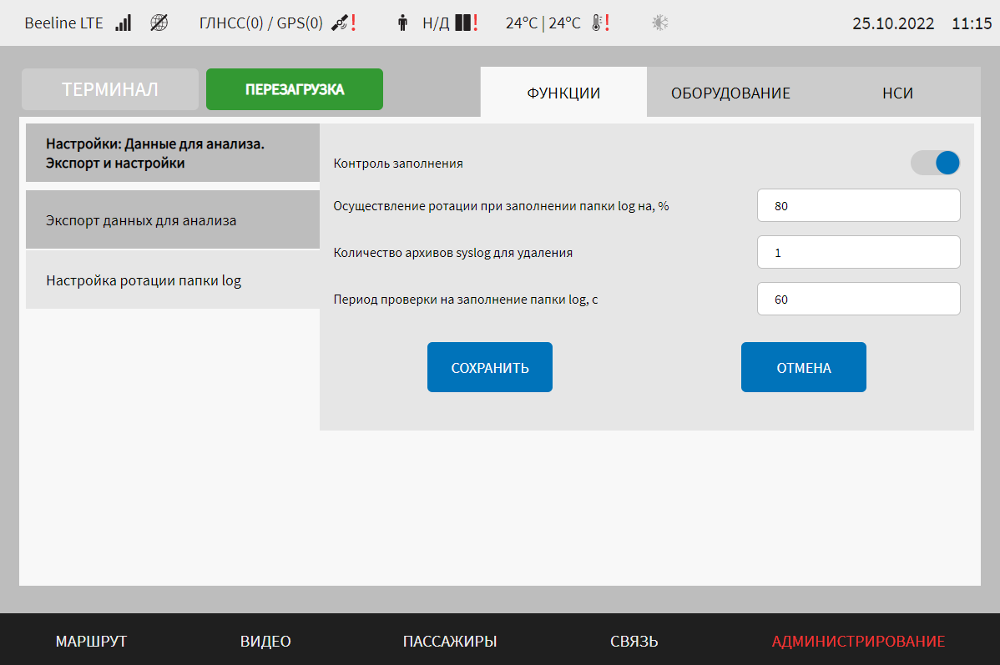 Beeline LTE ГЛНСС(0) / GPS(0) ! Н/Д ! 24°C | 24°C ! 25.10.2022 11:15
ТЕРМИНАЛ ПЕРЕЗАГРУЗКА ФУНКЦИИ ОБОРУДОВАНИЕ НСИ
Настройки: Данные для анализа.
Экспорт и настройки
Экспорт данных для анализа
Настройка ротации папки log
Контроль заполнения
Осуществление ротации при заполнении папки log на, % 80
Количество архивов syslog для удаления 1
Период проверки на заполнение папки log, с 60
СОХРАНИТЬ ОТМЕНА
МАРШРУТ ВИДЕО ПАССАЖИРЫ СВЯЗЬ АДМИНИСТРИРОВАНИЕ